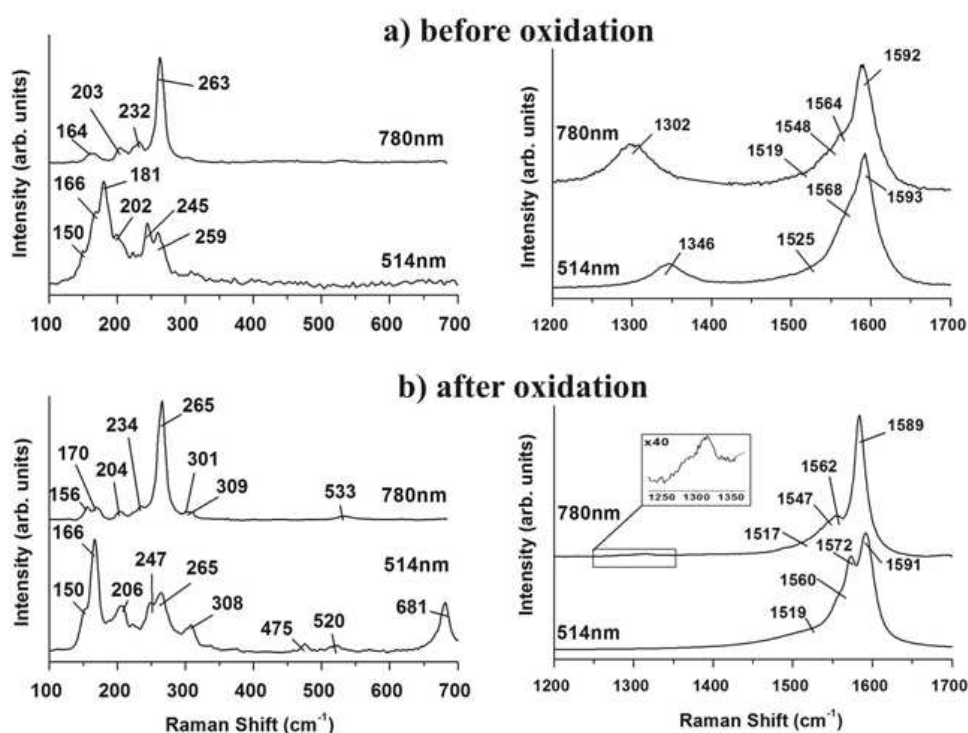 a) before oxidation
Intensity (arb. units)
164
203
232
263
780nm
150
166
181
202
245
259
514nm
100 200 300 400 500 600 700
Intensity (arb. units)
780nm
1302
1519
1548
1564
1592
514nm
1346
1525
1568
1593
1200 1300 1400 1500 1600 1700
b) after oxidation
Intensity (arb. units)
156
170
204
234
265
301
309
533
780nm
150
166
206
247
265
308
475
520
681
514nm
100 200 300 400 500 600 700
Raman Shift (cm⁻¹)
Intensity (arb. units)
x40
1250 1300 1350
780nm
1517
1547
1562
1589
514nm
1519
1560
1572
1591
1200 1300 1400 1500 1600 1700
Raman Shift (cm⁻¹)